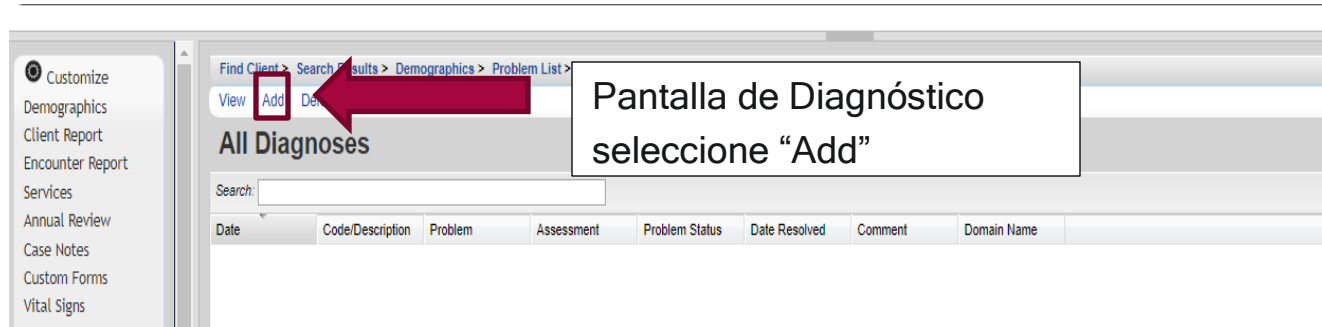 Customize
Demographics
Client Report
Encounter Report
Services
Annual Review
Case Notes
Custom Forms
Vital Signs
Find Client > Search Results > Demographics > Problem List >
View Add
All Diagnoses
Search:
Date Code/Description Problem Assessment Problem Status Date Resolved Comment Domain Name
Pantalla de Diagnóstico
seleccione “Add”